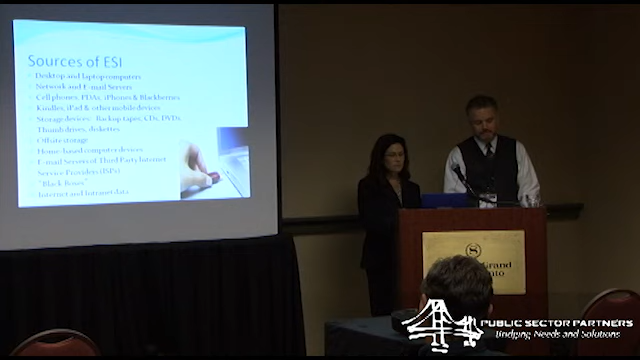 Sources of ESI
Desktop and laptop computers
Network and E-mail Servers
Cell phones, PDAs, iPhones & Blackberries
Kindles, iPad & other mobile devices
Storage devices: Backup tapes, CDs, DVDs
Thumb drives, diskettes
Offsite storage
Home-based computer devices
E-mail Servers of Third Party Internet
Service Providers (ISPs)
"Black Boxes"
Internet and Intranet data
S
Grand
PUBLIC SECTOR PARTNERS
Bridging Needs and Solutions